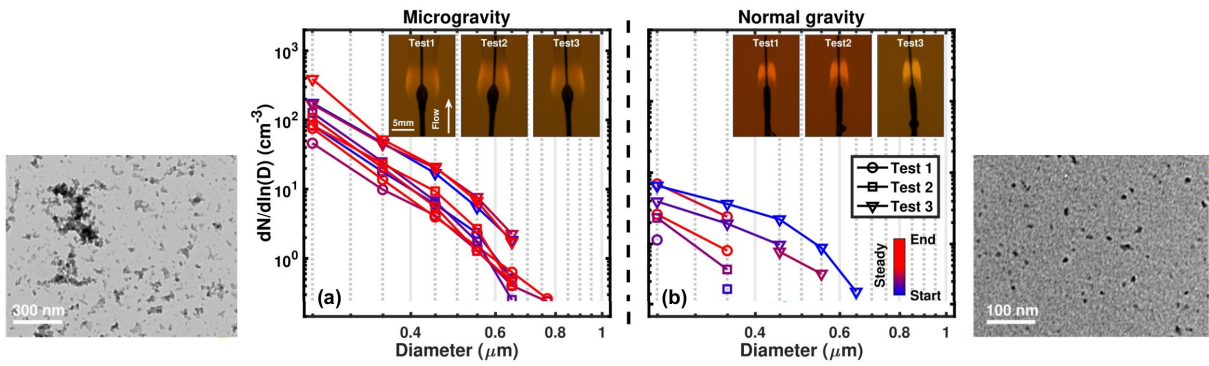 Microgravity
Normal gravity
dN/dln(D) (cm⁻³)
10³
10²
10¹
10⁰
Test1
Test2
Test3
5mm
Flow
(a)
0.4
0.6
0.8
1
Diameter (μm)
Test1
Test2
Test3
Test 1
Test 2
Test 3
Steady
End
Start
(b)
0.4
0.6
0.8
1
Diameter (μm)
300 nm
100 nm